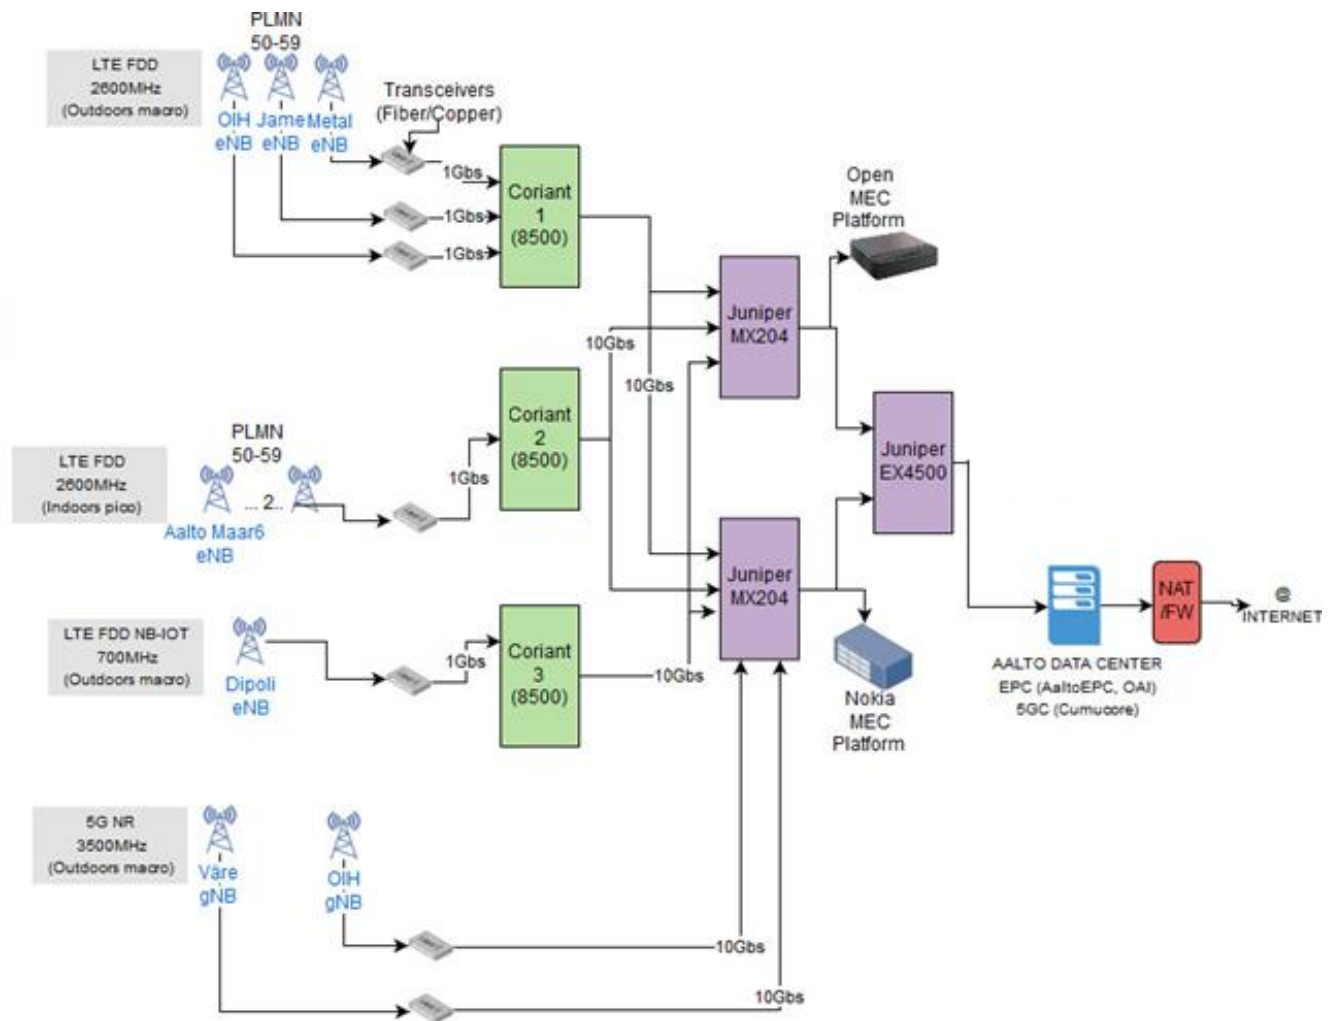 PLMN
50-59
LTE FDD
2600MHz
(Outdoors macro)
OIH
eNB
Jame
eNB
Metal
eNB
Transceivers
(Fiber/Copper)
1Gbs
1Gbs
1Gbs
Coriant
1
(8500)
Open
MEC
Platform
Juniper
MX204
10Gbs
10Gbs
PLMN
50-59
LTE FDD
2600MHz
(Indoors pico)
... 2..
Aalto Maar6
eNB
1Gbs
Coriant
2
(8500)
Juniper
EX4500
Juniper
MX204
LTE FDD NB-IOT
700MHz
(Outdoors macro)
Dipoli
eNB
1Gbs
Coriant
3
(8500)
10Gbs
Nokia
MEC
Platform
NAT
/FW
@
INTERNET
AALTO DATA CENTER
EPC (AaltoEPC, OAI)
5GC (Cumucore)
5G NR
3500MHz
(Outdoors macro)
Väre
gNB
OIH
gNB
10Gbs
10Gbs